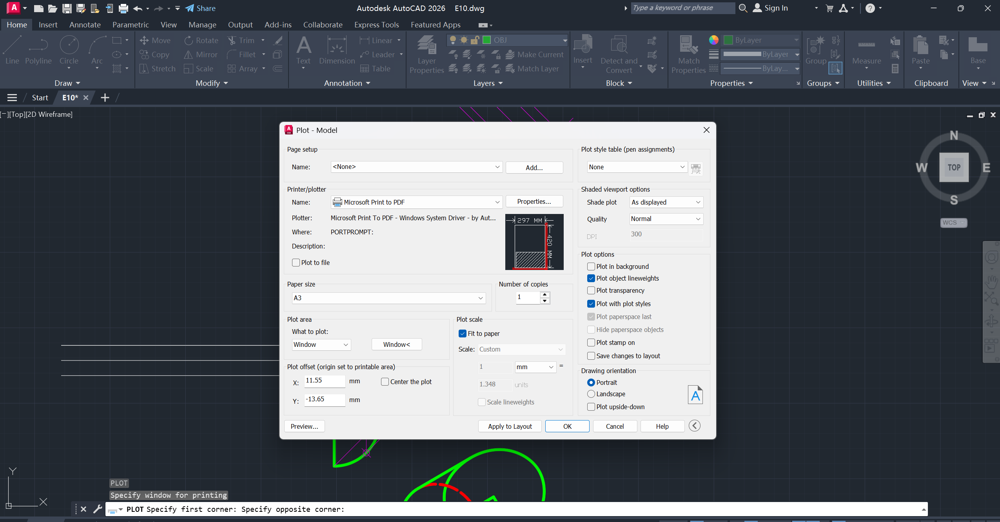 A Share Autodesk AutoCAD 2026 E10.dwg Type a keyword or phrase Sign In
Home Insert Annotate Parametric View Manage Output Add-ins Collaborate Express Tools Featured Apps
Line Polyline Circle Arc
Move Rotate Trim
Copy Mirror Fillet
Stretch Scale Array
Text Dimension
Linear
Leader
Table
Layer Properties
OBJ
Make Current
Match Layer
Insert
Detect and Convert
Match Properties
ByLayer
ByLayer
ByLay...
Group
Measure
Paste
Base
Draw Modify Annotation Layers Block Properties Groups Utilities Clipboard View
Start E10*
[-][Top][2D Wireframe]
N
W TOP E
S
WCS
Plot - Model
Page setup
Name: <None> Add...
Printer/plotter
Name: Microsoft Print to PDF Properties...
Plotter: Microsoft Print To PDF - Windows System Driver - by Aut...
Where: PORTPROMPT:
Description:
Plot to file
297 MM
420 MM
Paper size
A3
Number of copies
1
Plot area
What to plot:
Window Window<
Plot offset (origin set to printable area)
X: 11.55 mm Center the plot
Y: -13.65 mm
Plot scale
Fit to paper
Scale: Custom
1 mm =
1.348 units
Scale lineweights
Plot style table (pen assignments)
None
Shaded viewport options
Shade plot As displayed
Quality Normal
DPI 300
Plot options
Plot in background
Plot object lineweights
Plot transparency
Plot with plot styles
Plot paperspace last
Hide paperspace objects
Plot stamp on
Save changes to layout
Drawing orientation
Portrait
Landscape
Plot upside-down
A
Preview... Apply to Layout OK Cancel Help
Y
X
PLOT
Specify window for printing
PLOT Specify first corner: Specify opposite corner: